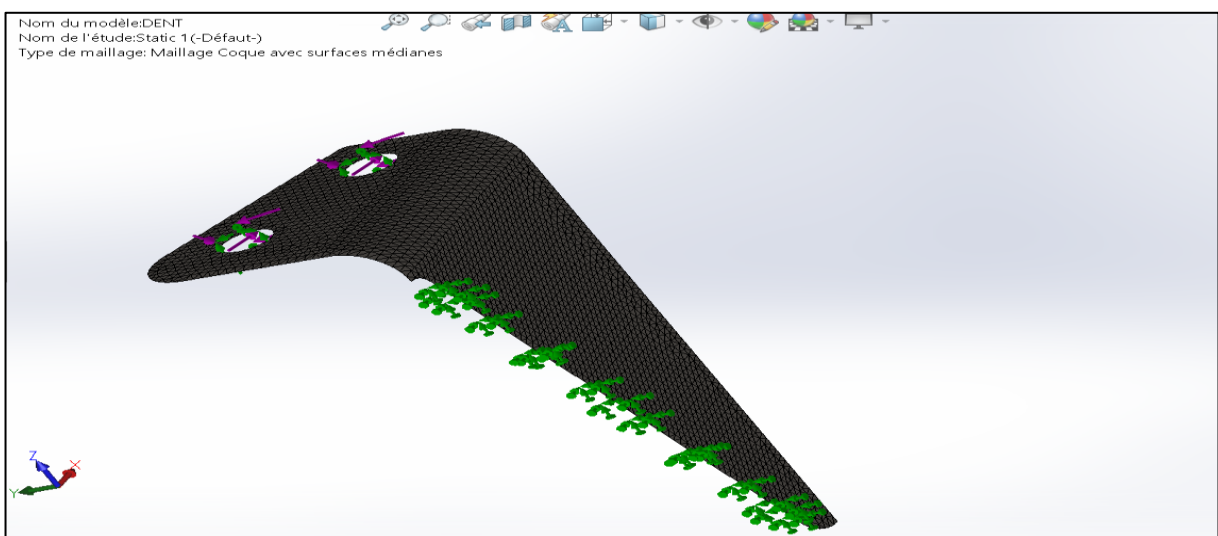 Nom du modèle:DENT
Nom de l'étude:Static 1(-Défaut-)
Type de maillage: Maillage Coque avec surfaces médianes
Z
X
Y